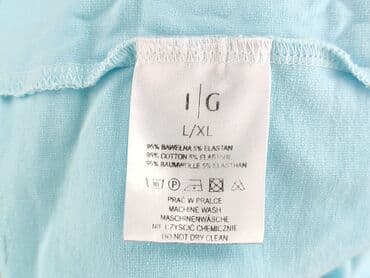 I|G
L/XL
95% BAWEŁNA 5% ELASTAN
95% COTTON 5% ELASTANE
95% BAUMWOLLE 5% ELASTHAN
PRAĆ W PRALCE
MACHINE WASH
MASCHINENWÄSCHE
NIE CZYŚCIĆ CHEMICZNIE
DO NOT DRY CLEAN